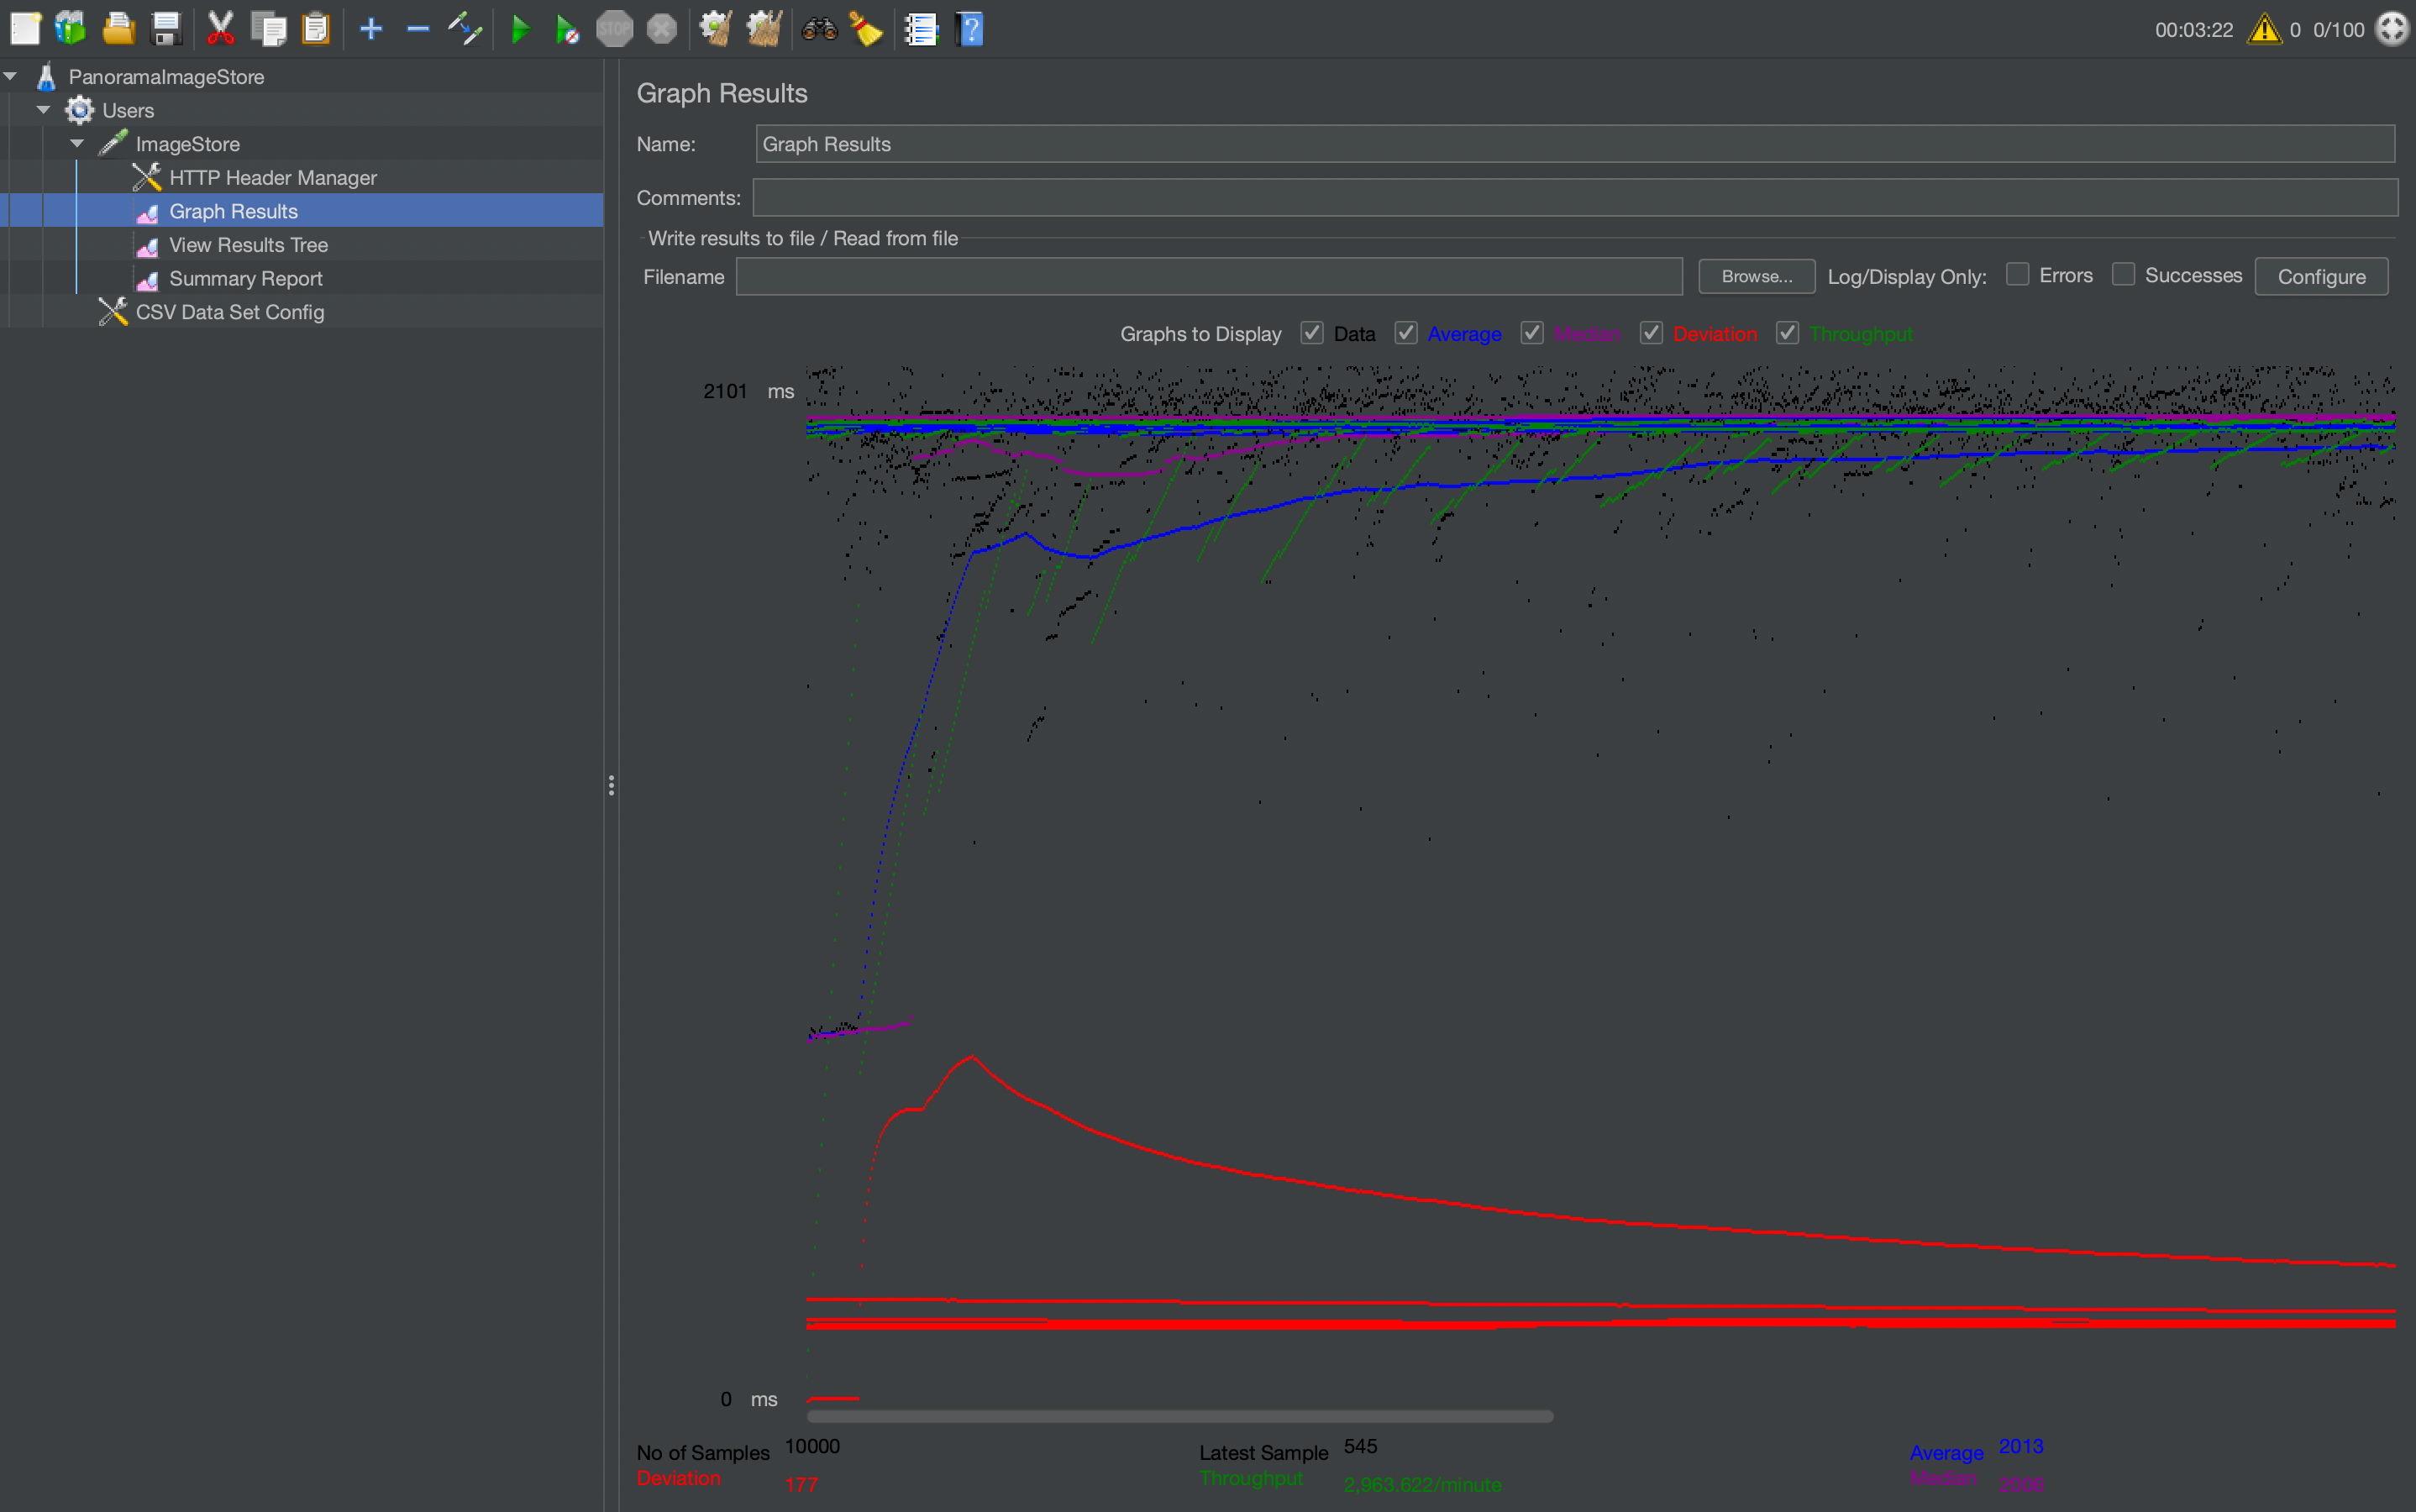 00:03:22 0 0/100
PanoramaImageStore
Users
ImageStore
HTTP Header Manager
Graph Results
View Results Tree
Summary Report
CSV Data Set Config
Graph Results
Name: Graph Results
Comments:
Write results to file / Read from file
Filename Browse... Log/Display Only: Errors Successes Configure
Graphs to Display Data Average Median Deviation Throughput
2101 ms
0 ms
No of Samples 10000 Latest Sample 545 Average 2013
Deviation 177 Throughput 2,963.622/minute Median